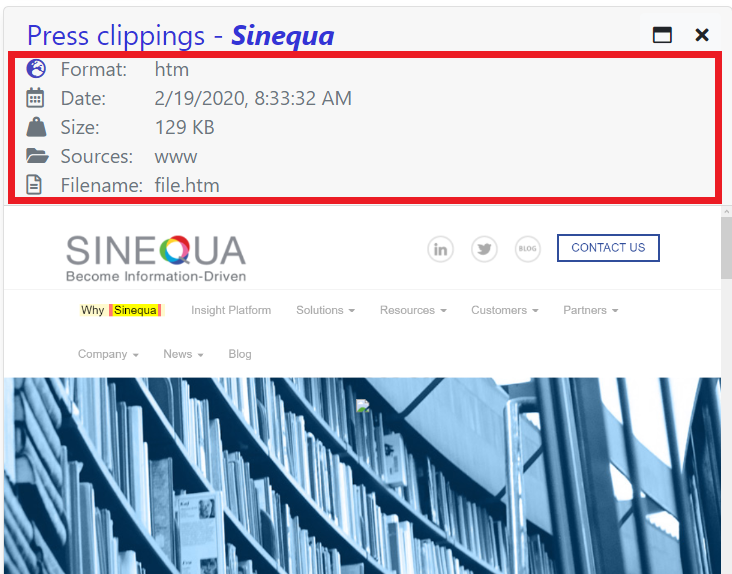 Press clippings - Sinequa
Format: htm
Date: 2/19/2020, 8:33:32 AM
Size: 129 KB
Sources: www
Filename: file.htm
SINEQUA
Become Information-Driven
in
BLOG
CONTACT US
Why Sinequa Insight Platform Solutions Resources Customers Partners
Company News Blog